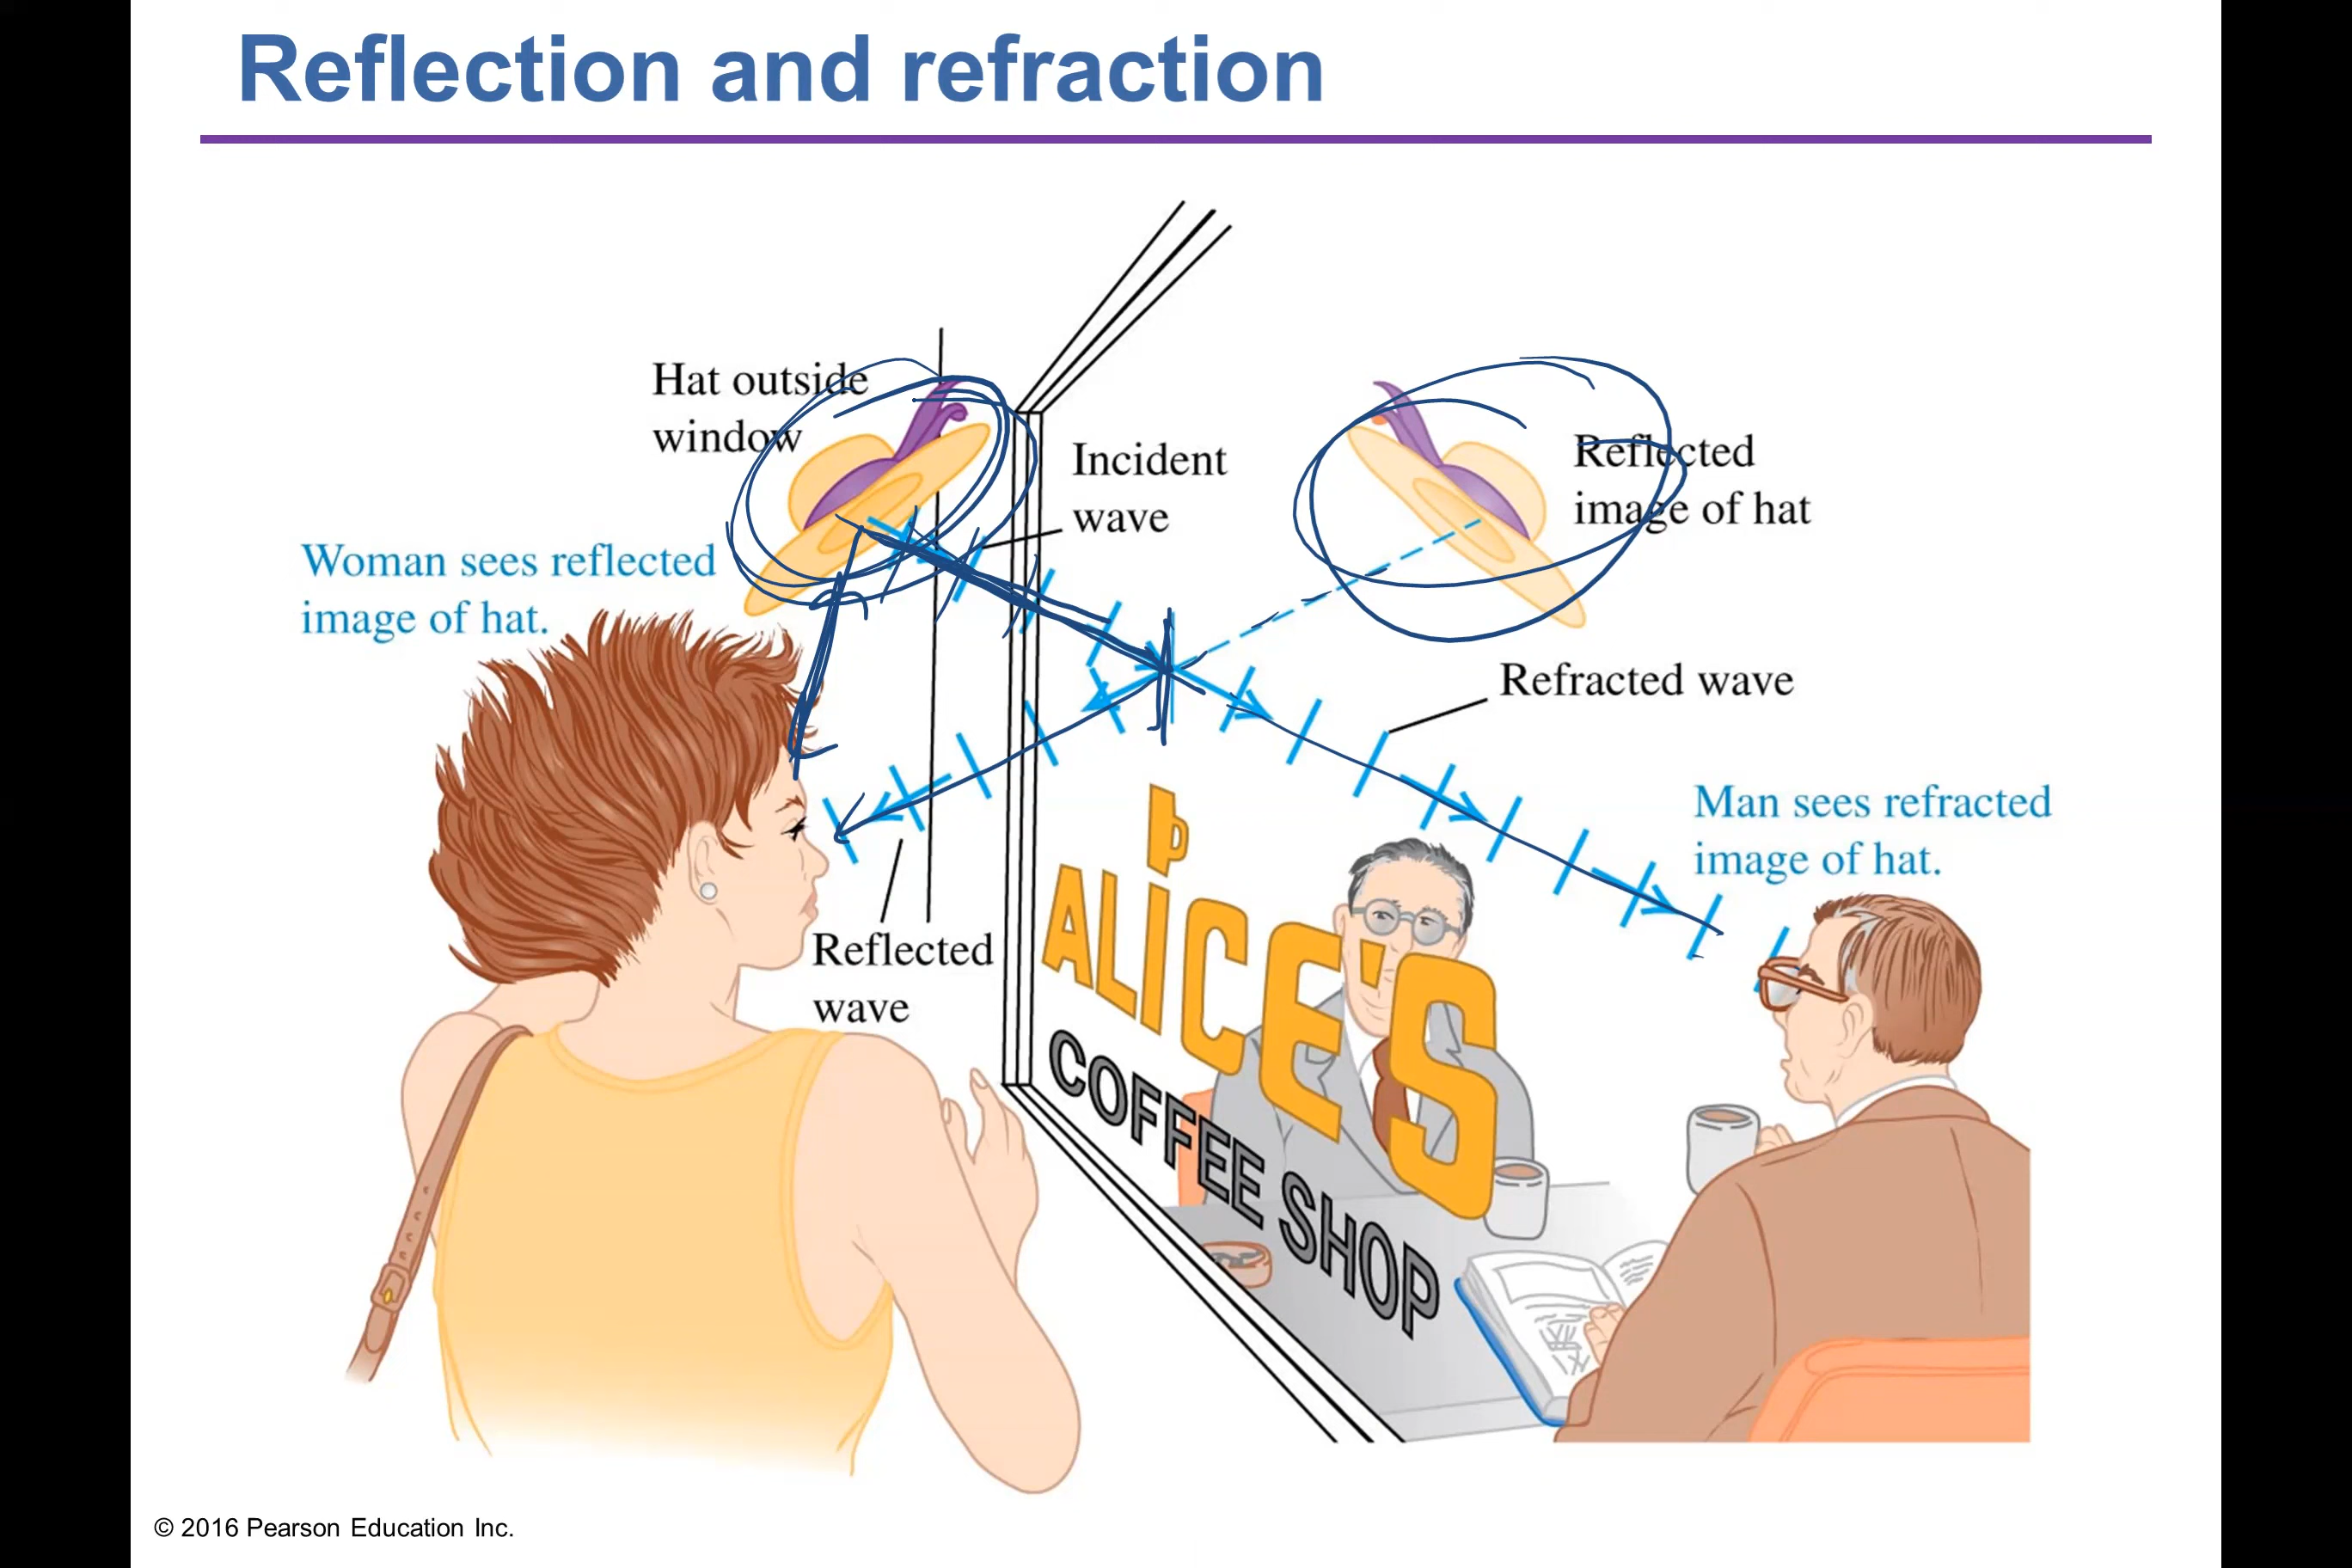 Reflection and refraction
Hat outside
window
Incident
wave
Reflected
image of hat
Woman sees reflected
image of hat.
Refracted wave
Man sees refracted
image of hat.
Reflected
wave
ALiCE'S
COFFEE SHOP
© 2016 Pearson Education Inc.